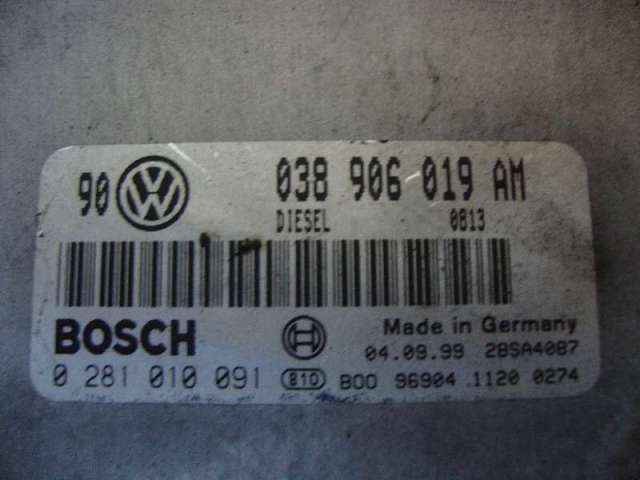 90 VW 038 906 019 AM
DIESEL 0813
BOSCH Made in Germany
04.09.99 28SA4087
0 281 010 091 810 B00 96904.1120 0274